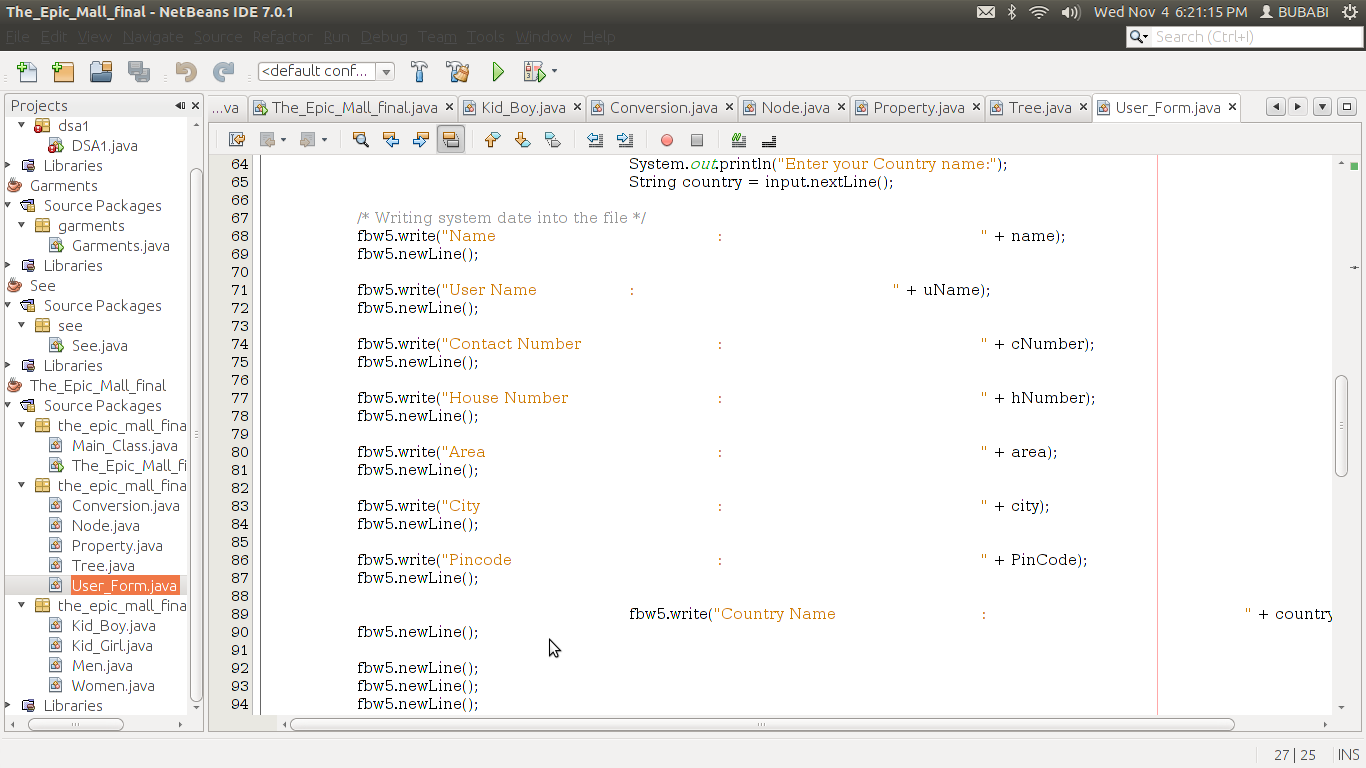 The_Epic_Mall_final - NetBeans IDE 7.0.1
Wed Nov 4 6:21:15 PM BUBABI
File Edit View Navigate Source Refactor Run Debug Team Tools Window Help
Search (Ctrl+I)
<default conf...
Projects
...va The_Epic_Mall_final.java Kid_Boy.java Conversion.java Node.java Property.java Tree.java User_Form.java
dsa1
DSA1.java
Libraries
Garments
Source Packages
garments
Garments.java
Libraries
See
Source Packages
see
See.java
Libraries
The_Epic_Mall_final
Source Packages
the_epic_mall_fina
Main_Class.java
The_Epic_Mall_fi
the_epic_mall_fina
Conversion.java
Node.java
Property.java
Tree.java
User_Form.java
the_epic_mall_fina
Kid_Boy.java
Kid_Girl.java
Men.java
Women.java
Libraries
64 System.out.println("Enter your Country name:");
65 String country = input.nextLine();
66
67 /* Writing system date into the file */
68 fbw5.write("Name : " + name);
69 fbw5.newLine();
70
71 fbw5.write("User Name : " + uName);
72 fbw5.newLine();
73
74 fbw5.write("Contact Number : " + cNumber);
75 fbw5.newLine();
76
77 fbw5.write("House Number : " + hNumber);
78 fbw5.newLine();
79
80 fbw5.write("Area : " + area);
81 fbw5.newLine();
82
83 fbw5.write("City : " + city);
84 fbw5.newLine();
85
86 fbw5.write("Pincode : " + PinCode);
87 fbw5.newLine();
88
89 fbw5.write("Country Name : " + country
90 fbw5.newLine();
91
92 fbw5.newLine();
93 fbw5.newLine();
94 fbw5.newLine();
27 | 25 INS